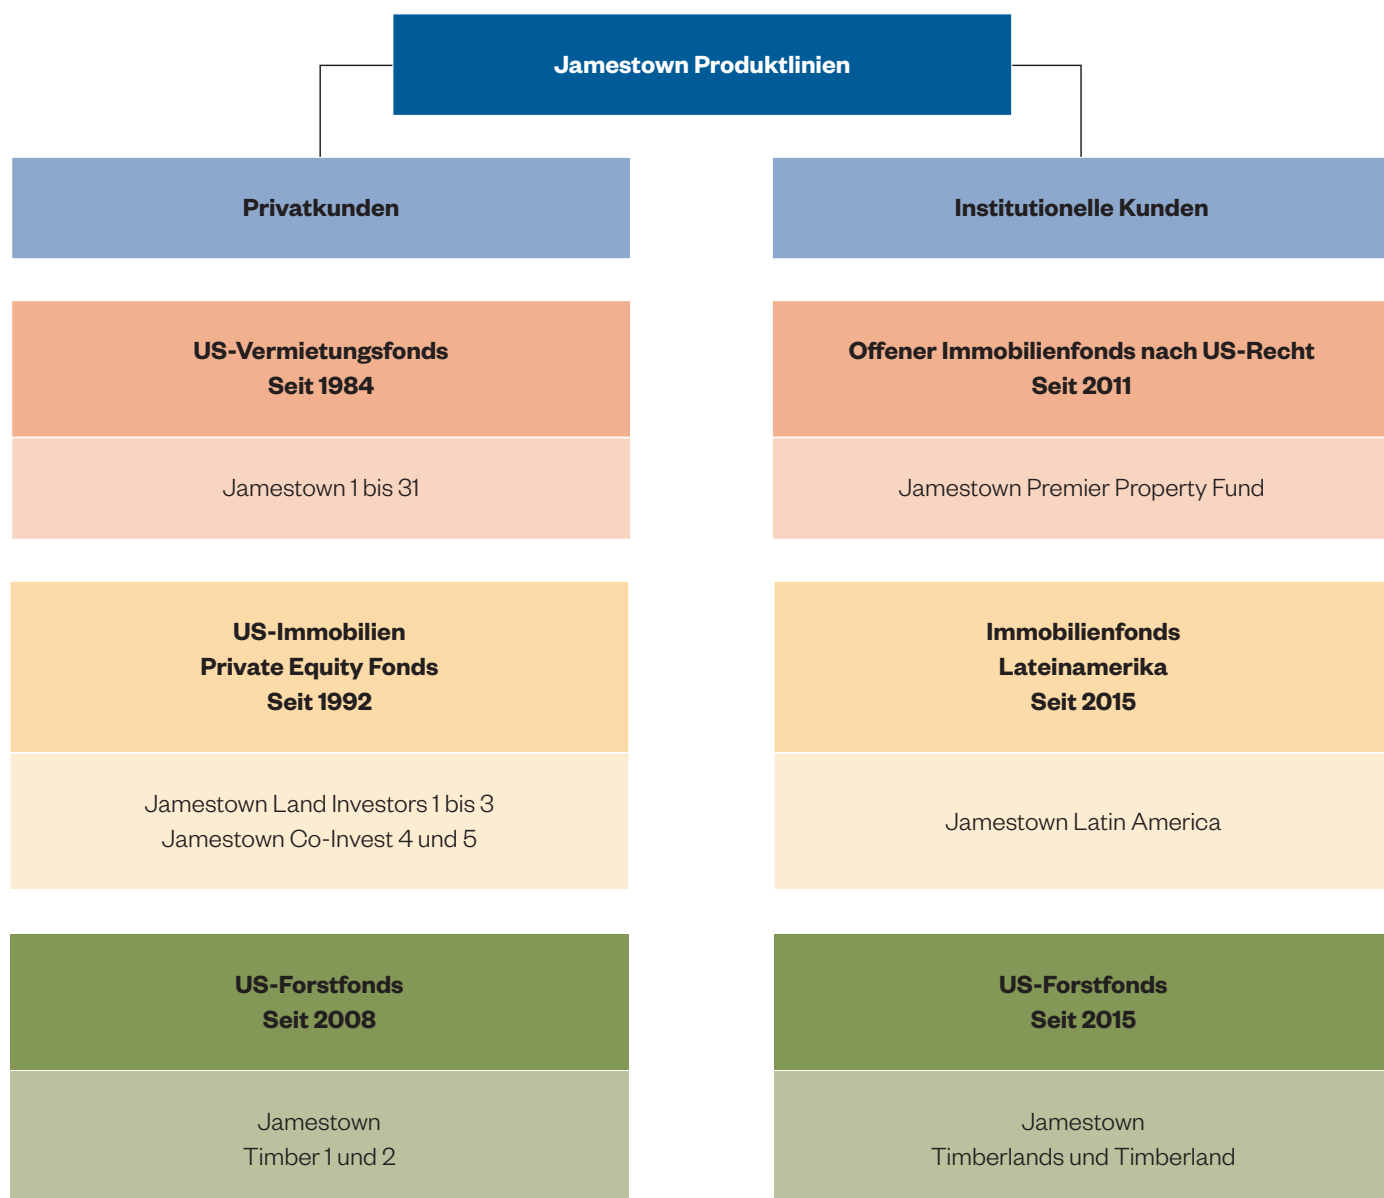 Jamestown Produktlinien
Privatkunden
Institutionelle Kunden
US-Vermietungsfonds
Seit 1984
Jamestown 1 bis 31
Offener Immobilienfonds nach US-Recht
Seit 2011
Jamestown Premier Property Fund
US-Immobilien
Private Equity Fonds
Seit 1992
Jamestown Land Investors 1 bis 3
Jamestown Co-Invest 4 und 5
Immobilienfonds
Lateinamerika
Seit 2015
Jamestown Latin America
US-Forstfonds
Seit 2008
Jamestown
Timber 1 und 2
US-Forstfonds
Seit 2015
Jamestown
Timberlands und Timberland